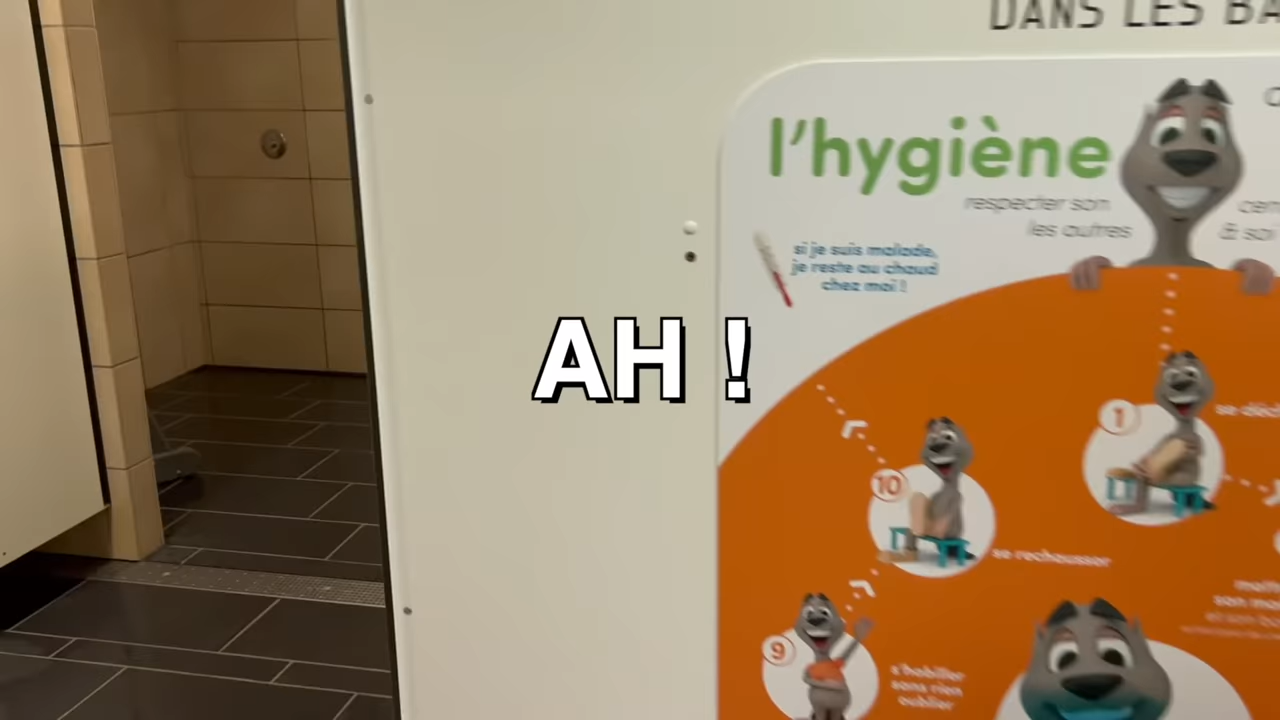 DANS LES BA
l'hygiène
respecter son
les autres
& soi
si je suis malade,
je reste au chaud
chez moi !
AH !
1
10
se rechausser
9
s'habiller
sans rien
oublier